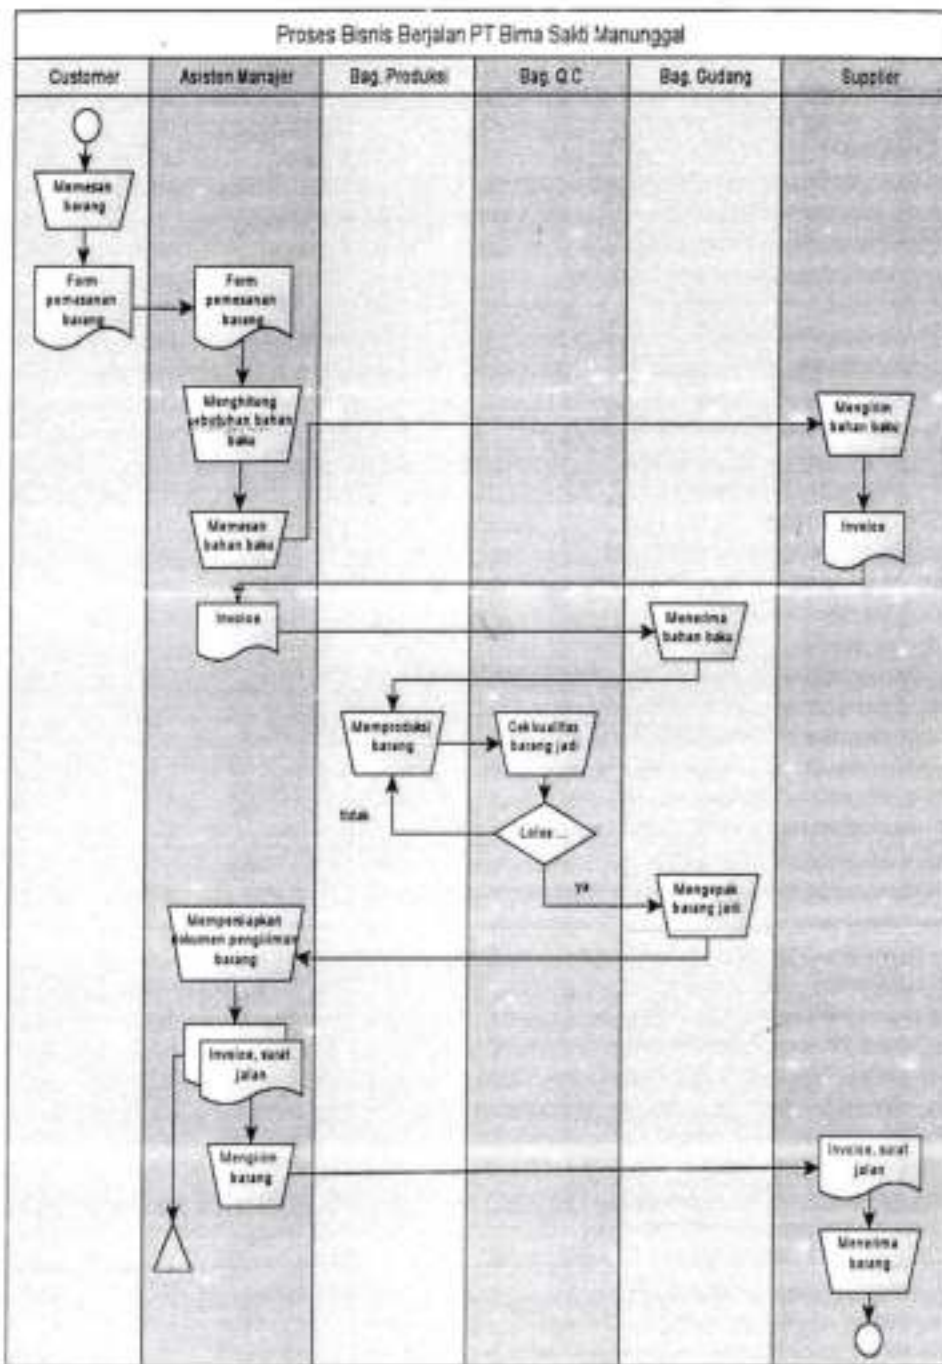 Proses Bisnis Berjalan PT Bima Sakti Manunggal
Customer
Asisten Manajer
Bag. Produksi
Bag. Q.C
Bag. Gudang
Supplier
Memesan
barang
Form
pemesanan
barang
Form
pemesanan
barang
Menghitung
kebutuhan bahan
baku
Mengirim
bahan baku
Memesan
bahan baku
Invoice
Invoice
Menerima
bahan baku
Memproduksi
barang
Cek kualitas
barang jadi
tidak
Lolos ...
ya
Mengepak
barang jadi
Mempersiapkan
dokumen pengiriman
barang
Invoice, surat
jalan
Mengirim
barang
Invoice, surat
jalan
Menerima
barang